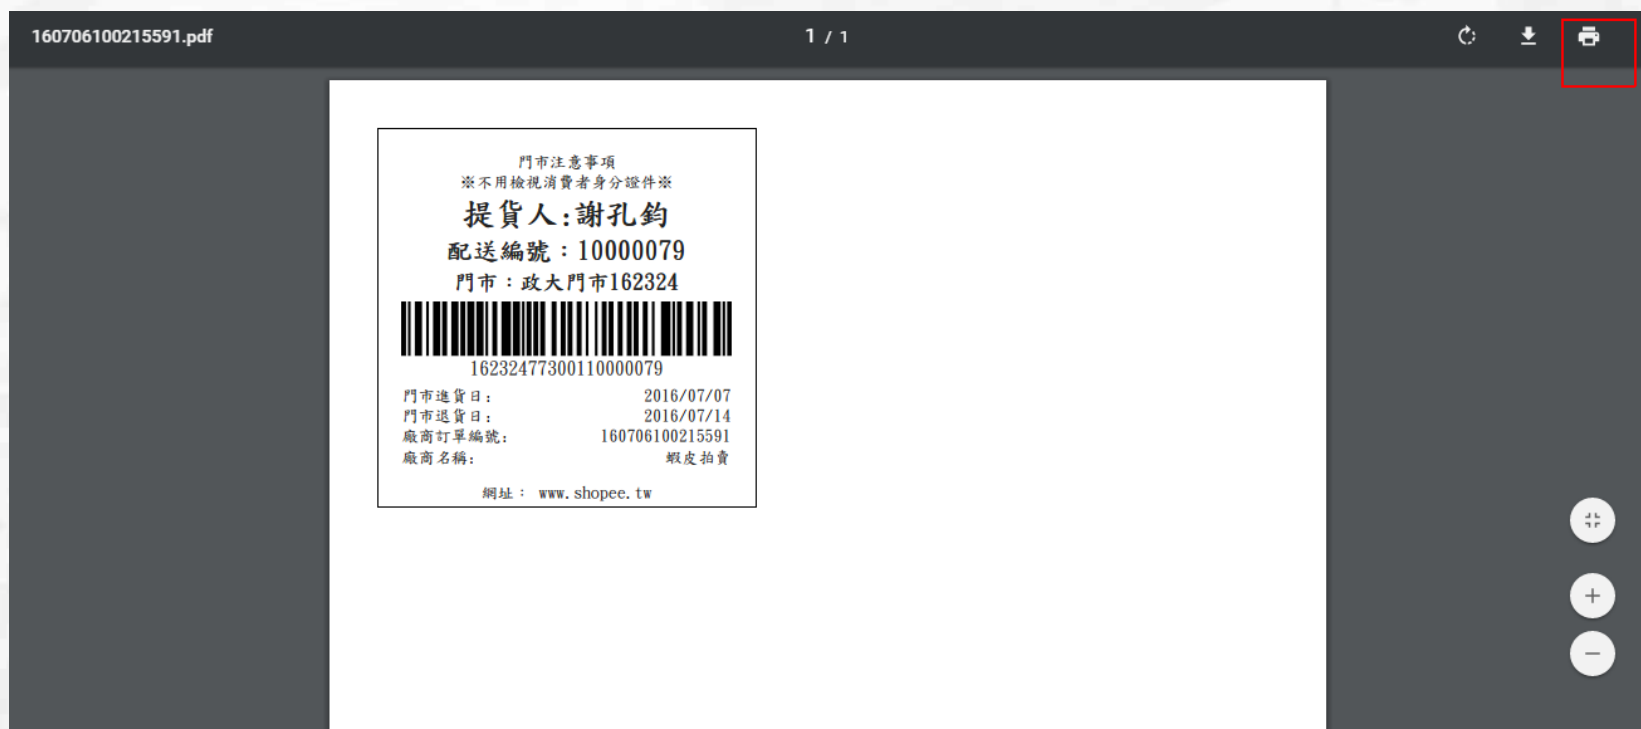 160706100215591.pdf
1 / 1
門市注意事項
※不用檢視消費者身分證件※
提貨人:謝孔鈞
配送編號：10000079
門市：政大門市162324
16232477300110000079
門市進貨日: 2016/07/07
門市退貨日: 2016/07/14
廠商訂單編號: 160706100215591
廠商名稱: 蝦皮拍賣
網址： www.shopee.tw